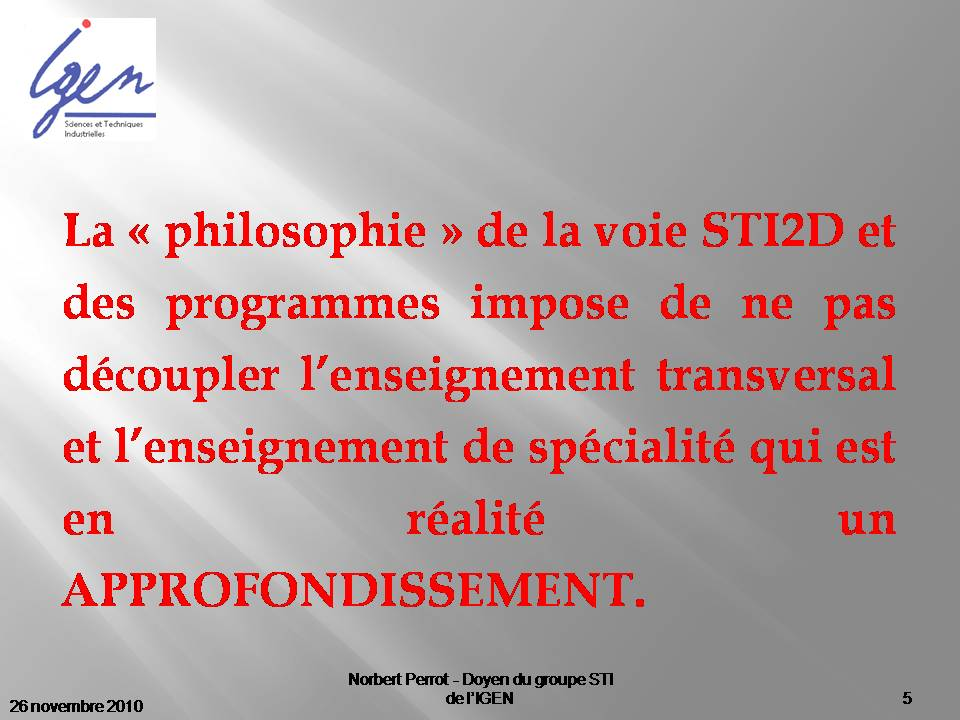 Igen
Sciences et Techniques
Industrielles
La « philosophie » de la voie STI2D et
des programmes impose de ne pas
découpler l’enseignement transversal
et l’enseignement de spécialité qui est
en réalité un
APPROFONDISSEMENT.
Norbert Perrot - Doyen du groupe STI
de l’IGEN
26 novembre 2010
5